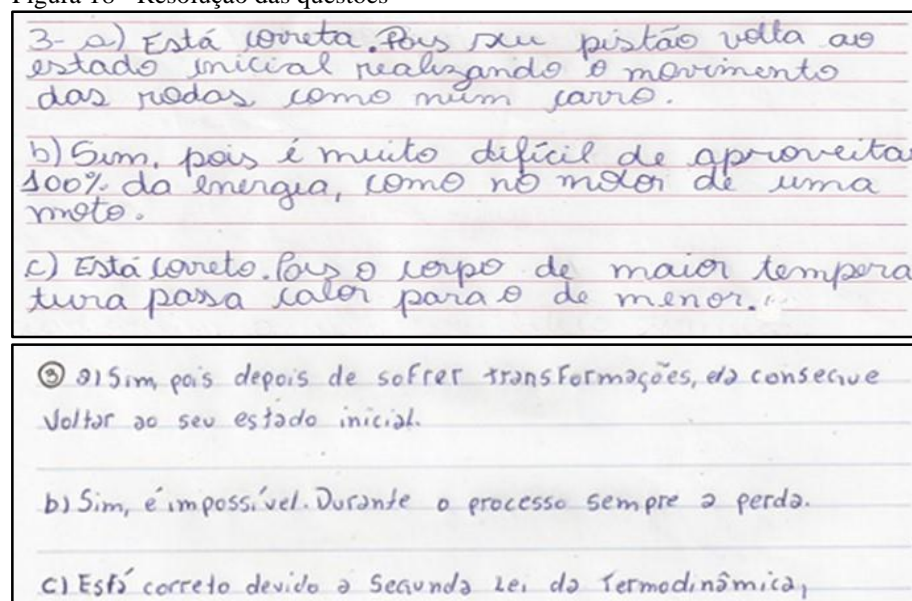 Figura 18 - Resolução das questões
3- a) Está correta. Pois seu pistão volta ao
estado inicial realizando o movimento
das rodas como num carro.
b) Sim, pois é muito difícil de aproveitar
100% da energia, como no motor de uma
moto.
c) Está correto. Pois o corpo de maior tempera
tura passa calor para o de menor.
③ a) Sim, pois depois de sofrer transformações, ela consegue
voltar ao seu estado inicial.
b) Sim, é impossível. Durante o processo sempre a perda.
c) Está correto devido a Segunda Lei da Termodinâmica,